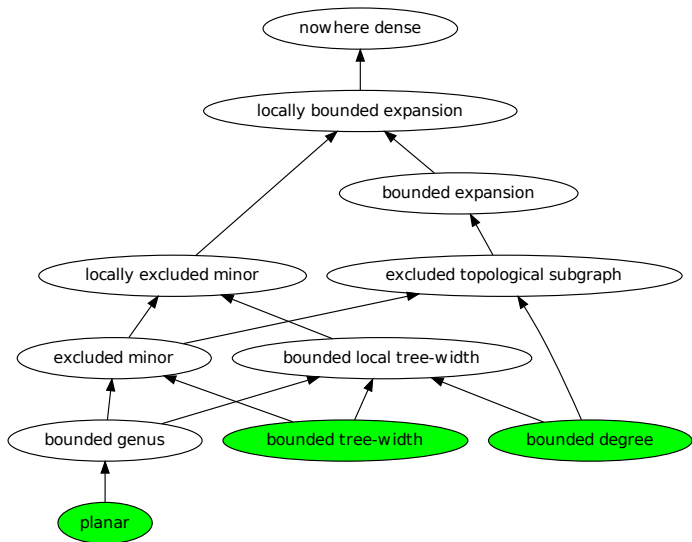 nowhere dense
locally bounded expansion
bounded expansion
locally excluded minor
excluded topological subgraph
excluded minor
bounded local tree-width
bounded genus
bounded tree-width
bounded degree
planar